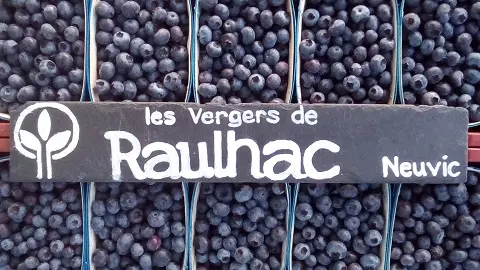 les Vergers de
Raulhac
Neuvic